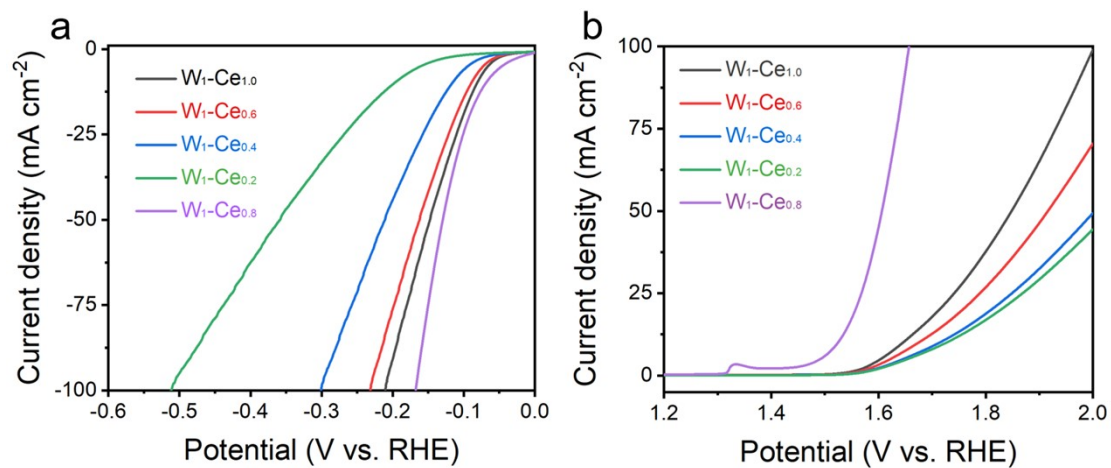 a
Current density (mA cm⁻²)
0
-25
-50
-75
-100
W₁-Ce₁.₀
W₁-Ce₀.₆
W₁-Ce₀.₄
W₁-Ce₀.₂
W₁-Ce₀.₈
-0.6 -0.5 -0.4 -0.3 -0.2 -0.1 0.0
Potential (V vs. RHE)
b
Current density (mA cm⁻²)
100
75
50
25
0
W₁-Ce₁.₀
W₁-Ce₀.₆
W₁-Ce₀.₄
W₁-Ce₀.₂
W₁-Ce₀.₈
1.2 1.4 1.6 1.8 2.0
Potential (V vs. RHE)